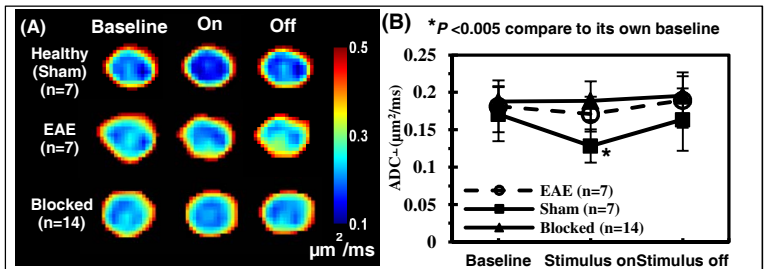 (A) Baseline On Off
Healthy
(Sham)
(n=7)
EAE
(n=7)
Blocked
(n=14)
0.5
0.3
0.1
µm²/ms
(B) *P <0.005 compare to its own baseline
ADC⊥(µm²/ms)
0.25
0.2
0.15
0.1
0.05
0
*
EAE (n=7)
Sham (n=7)
Blocked (n=14)
Baseline Stimulus on Stimulus off